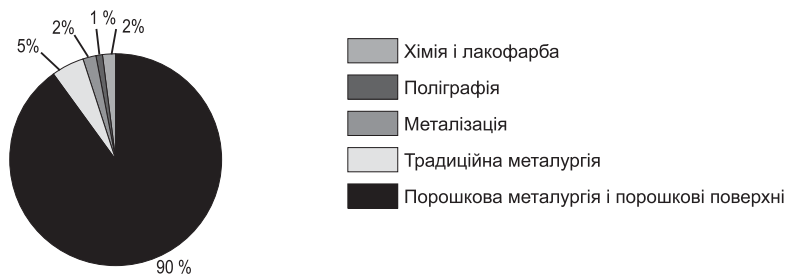 1 %
2%
2%
5%
90 %
Хімія і лакофарба
Поліграфія
Металізація
Традиційна металургія
Порошкова металургія і порошкові поверхні